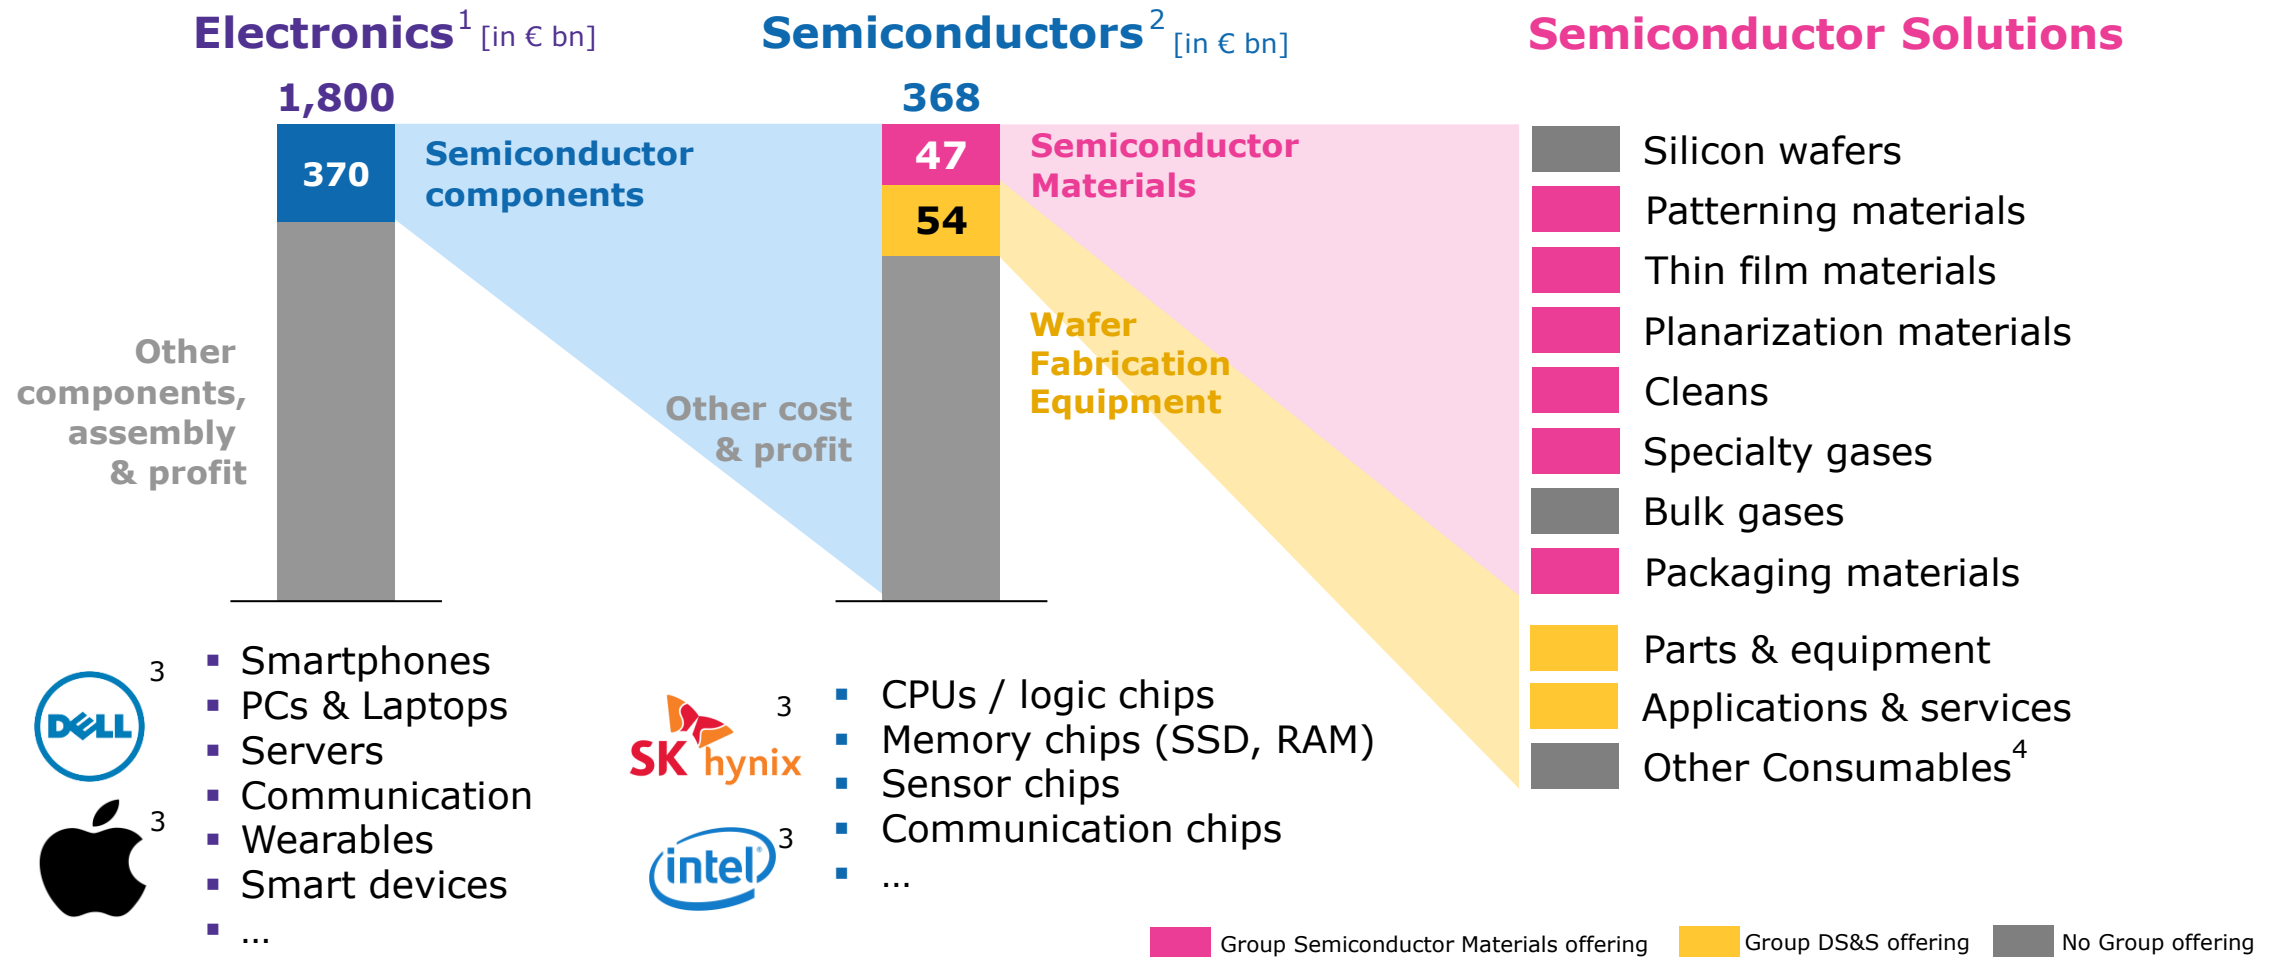 Electronics1 [in € bn]
1,800
370
Semiconductor
components
Other
components,
assembly
& profit
DELL
3
3
▪ Smartphones
▪ PCs & Laptops
▪ Servers
▪ Communication
▪ Wearables
▪ Smart devices
▪ …
Semiconductors2 [in € bn]
368
47
54
Semiconductor
Materials
Wafer
Fabrication
Equipment
Other cost
& profit
SK hynix
3
intel
3
▪ CPUs / logic chips
▪ Memory chips (SSD, RAM)
▪ Sensor chips
▪ Communication chips
▪ …
Semiconductor Solutions
Silicon wafers
Patterning materials
Thin film materials
Planarization materials
Cleans
Specialty gases
Bulk gases
Packaging materials
Parts & equipment
Applications & services
Other Consumables4
Group Semiconductor Materials offering
Group DS&S offering
No Group offering